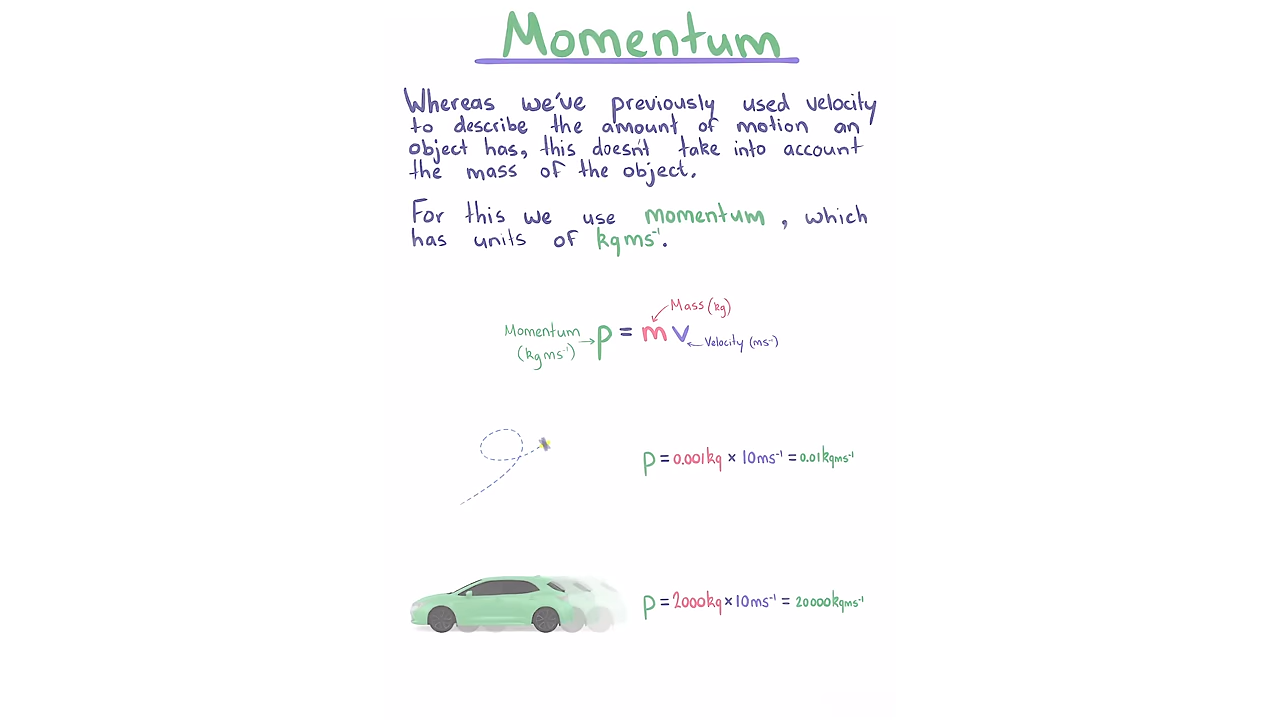 Momentum
Whereas we've previously used velocity
to describe the amount of motion an
object has, this doesn't take into account
the mass of the object.
For this we use momentum, which
has units of kgms⁻¹.
Mass (kg)
Momentum
(kgms⁻¹)
p = mv
Velocity (ms⁻¹)
p = 0.001kg × 10ms⁻¹ = 0.01kgms⁻¹
p = 2000kg × 10ms⁻¹ = 20000kgms⁻¹